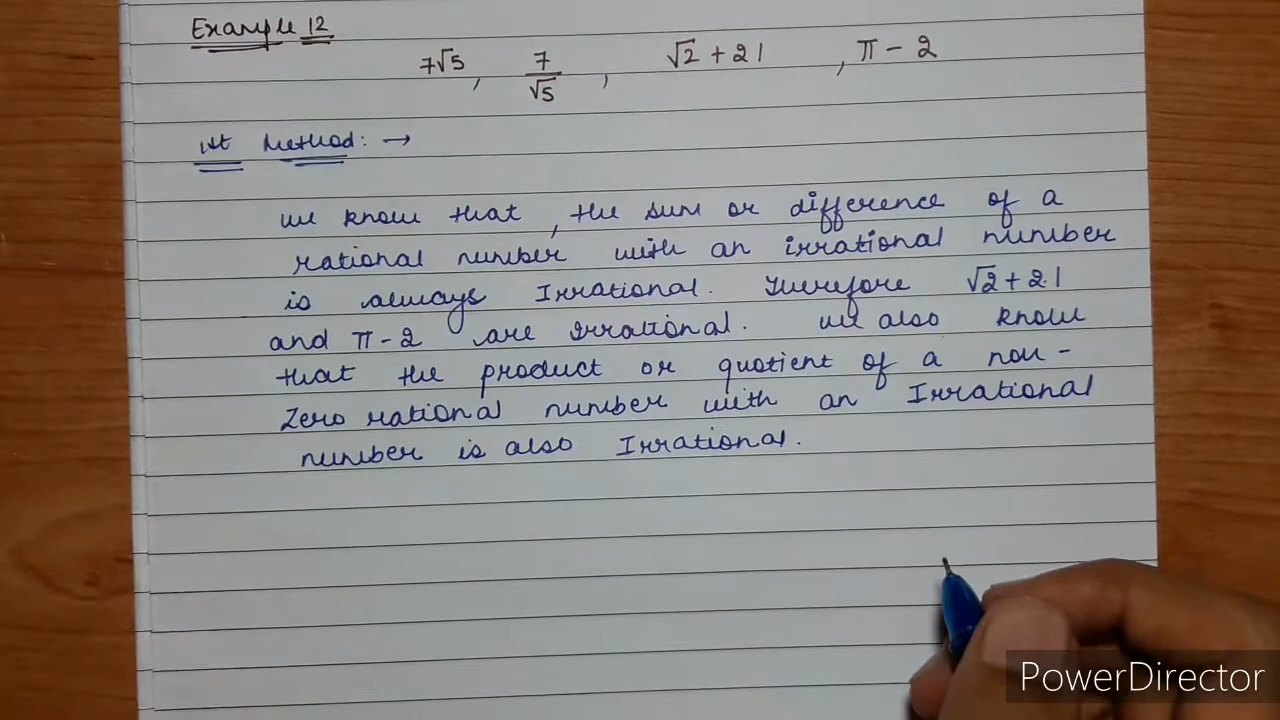 Example 12
7√5, 7/√5, √2 + 21, π - 2
1st Method: →
we know that, the sum or difference of a
rational number with an irrational number
is always Irrational. Therefore √2 + 21
and π - 2 are irrational. we also know
that the product or quotient of a non -
zero rational number with an Irrational
number is also Irrational.
PowerDirector